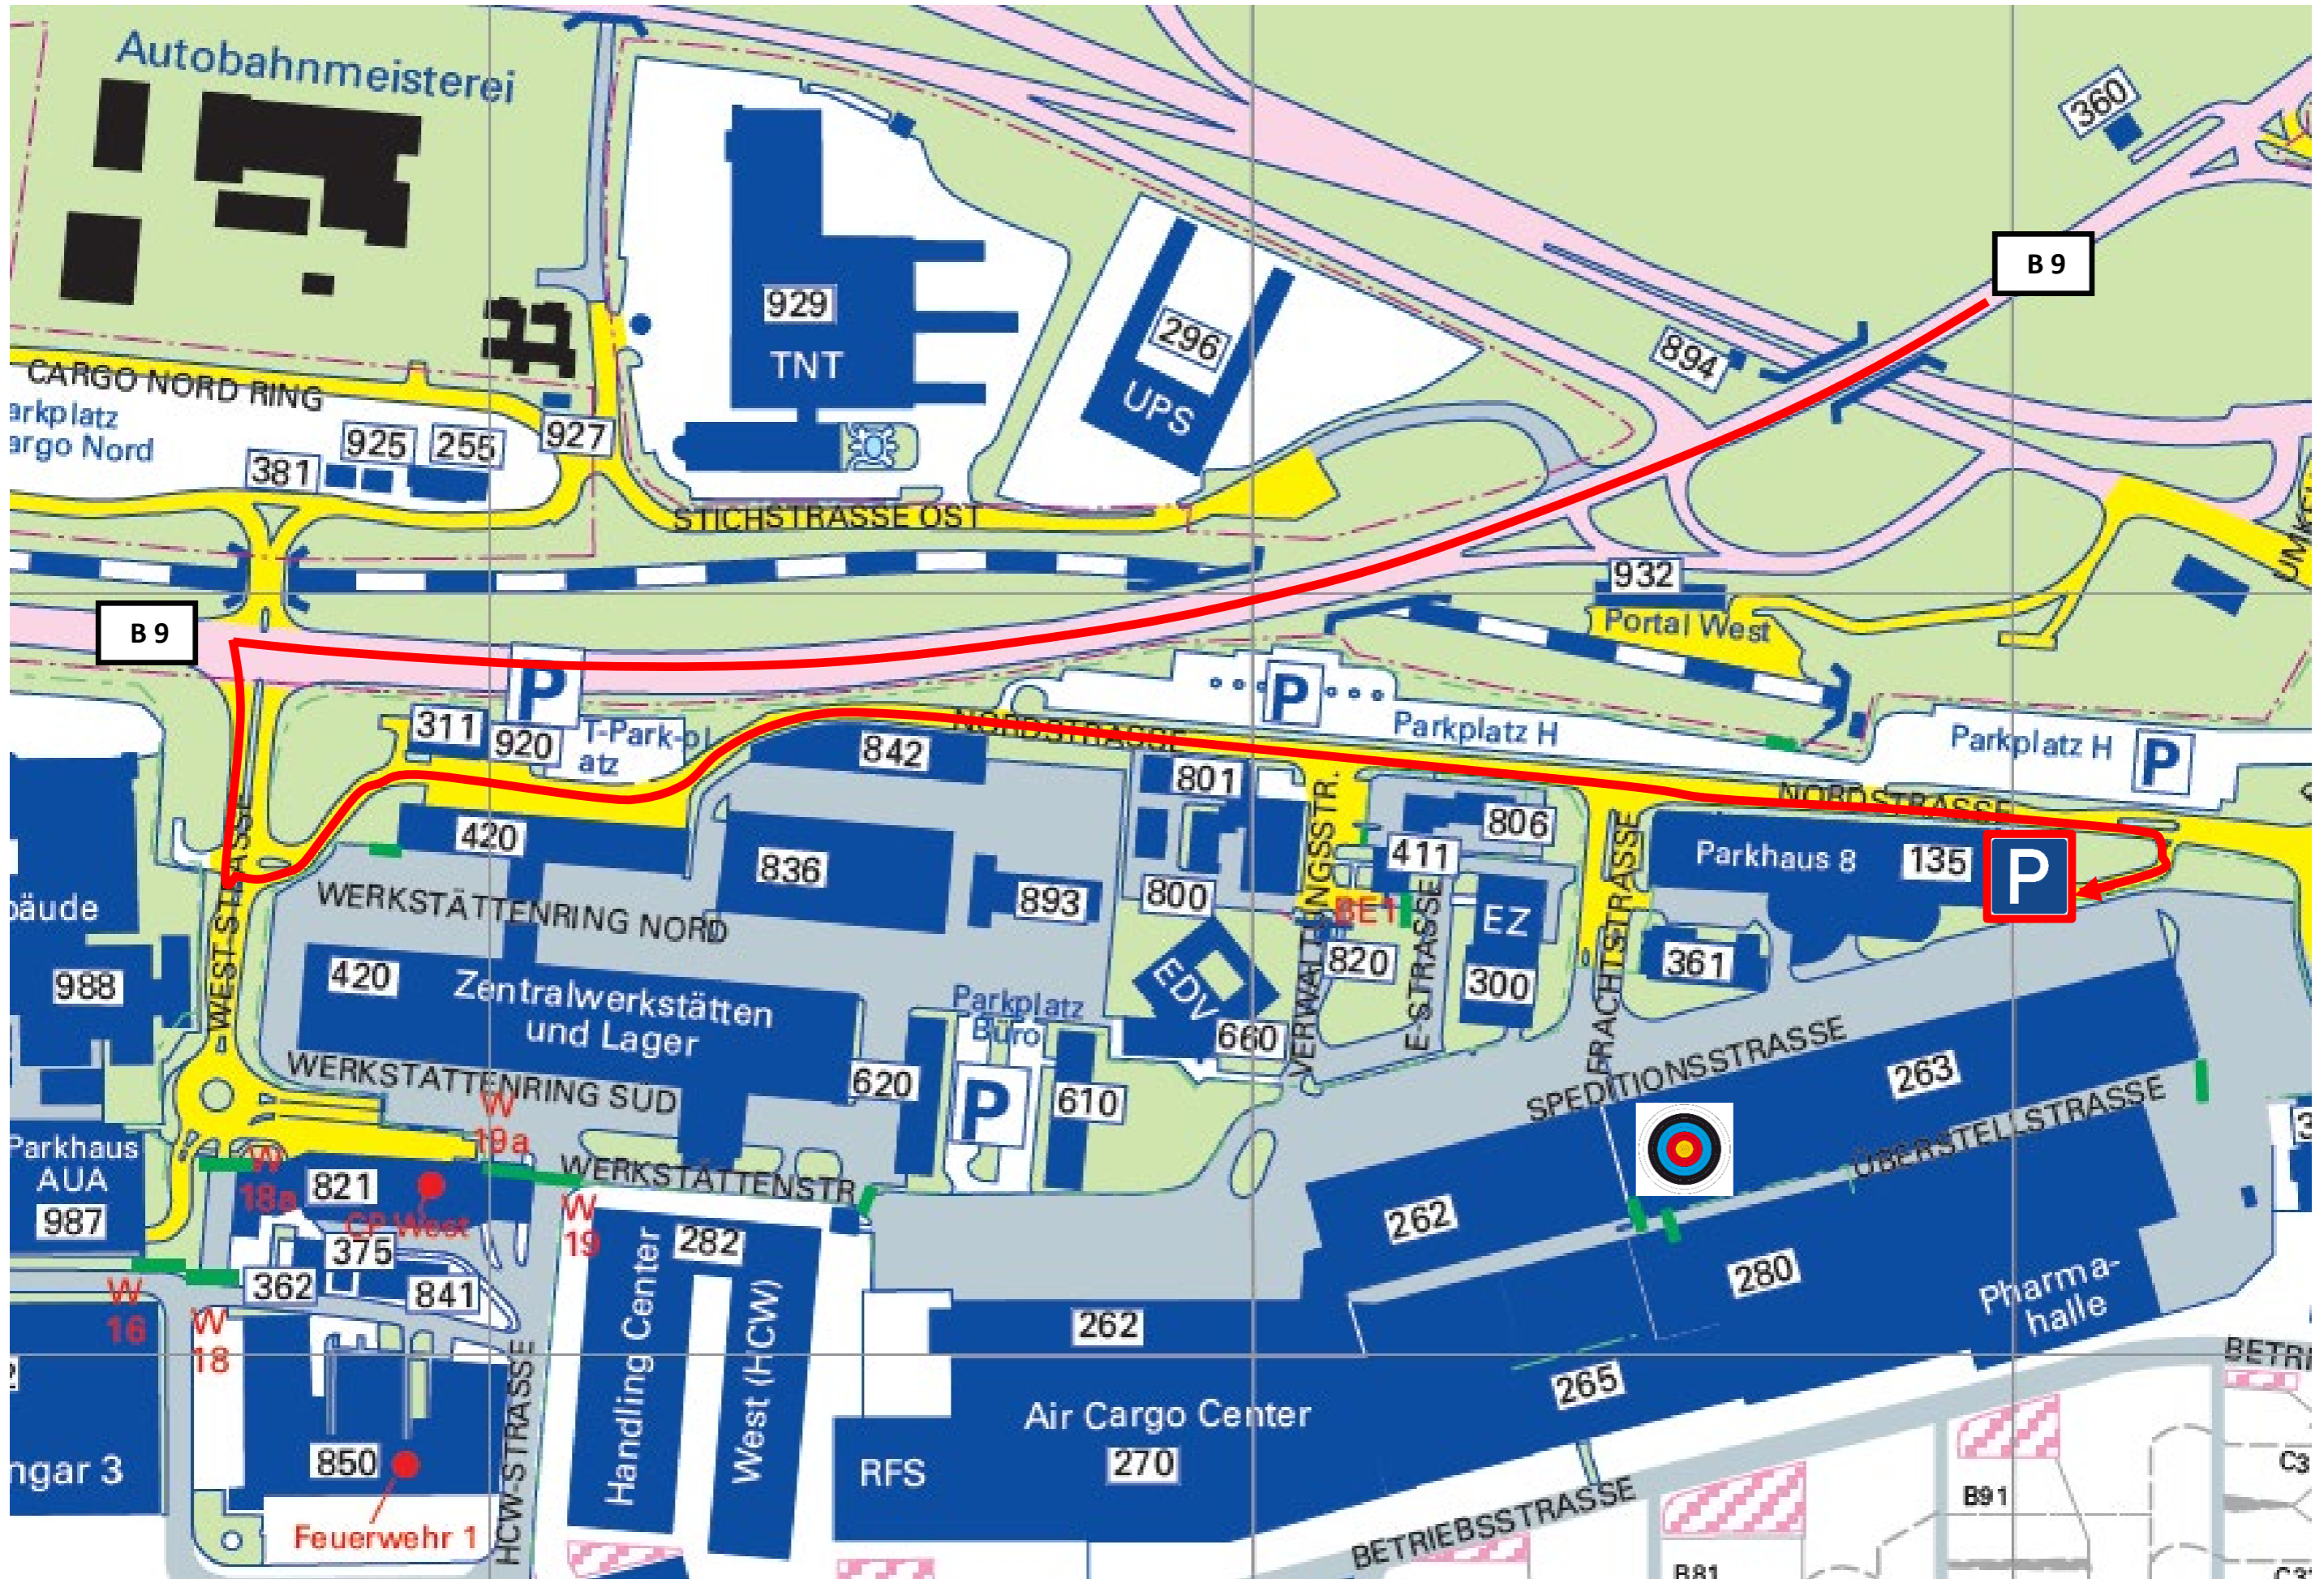 Autobahnmeisterei
360
B 9
929
TNT
296
UPS
894
CARGO NORD RING
arkplatz
argo Nord
925
255
927
381
STICHSTRASSE OST
932
Portal West
B 9
P
311
920
T-Park-pl
atz
842
NORDSTRASSE
P
Parkplatz H
Parkplatz H
P
801
NORDSTRASSE
806
420
836
411
Parkhaus 8
135
P
893
800
WERKSTÄTTENRING NORD
BE1
EZ
300
VERWALTUNGSSTR.
E-STRASSE
FRACHTSTRASSE
WESTSTRASSE
äude
988
420
Zentralwerkstätten
und Lager
EDV
820
361
Parkplatz
Büro
P
660
WERKSTÄTTENRING SÜD
620
610
SPEDITIONSSTRASSE
263
ÜBERSTELLSTRASSE
W
19a
Parkhaus
AUA
987
W
18a
821
CP West
WERKSTÄTTENSTR
W
19
262
375
282
362
841
280
Pharma-
halle
W
16
W
18
Handling Center
West (HCW)
262
265
BETRI
HCW-STRASSE
Air Cargo Center
270
RFS
ngar 3
850
Feuerwehr 1
BETRIEBSSTRASSE
B91
C3
B81